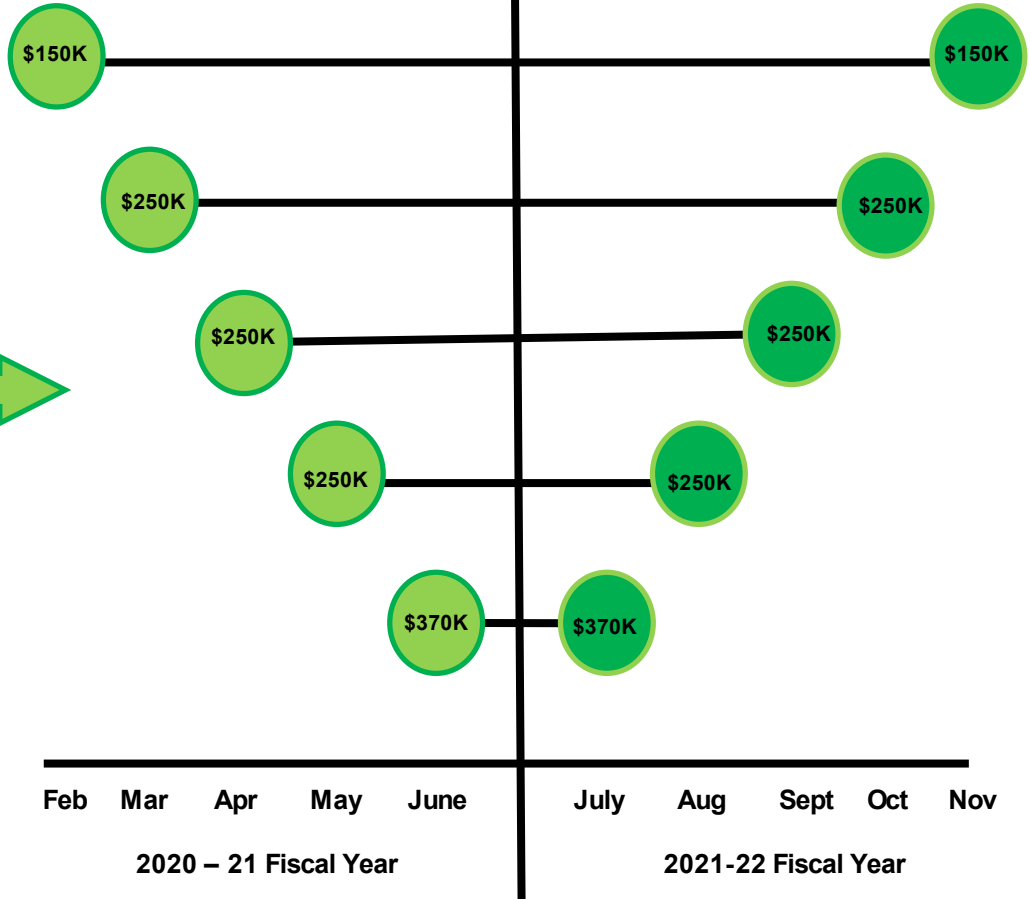 $150K $150K
$250K $250K
$250K $250K
$250K $250K
$370K $370K
Feb Mar Apr May June July Aug Sept Oct Nov
2020 – 21 Fiscal Year 2021-22 Fiscal Year